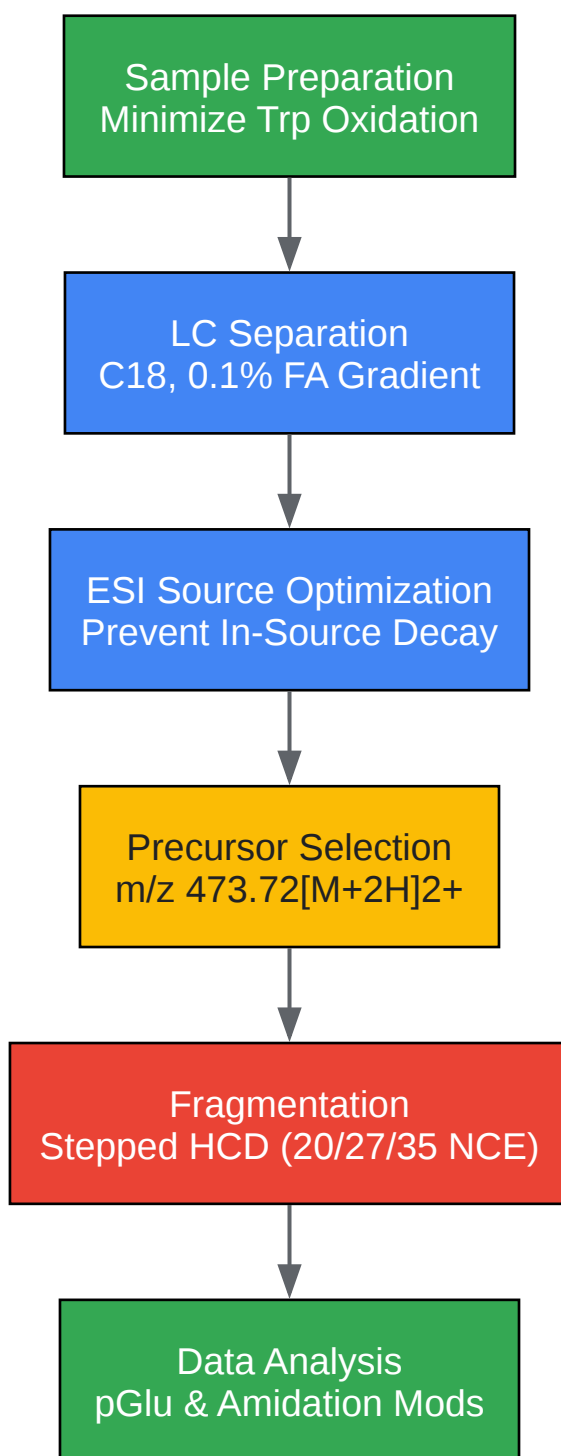 Sample Preparation
Minimize Trp Oxidation
LC Separation
C18, 0.1% FA Gradient
ESI Source Optimization
Prevent In-Source Decay
Precursor Selection
m/z 473.72[M+2H]2+
Fragmentation
Stepped HCD (20/27/35 NCE)
Data Analysis
pGlu & Amidation Mods